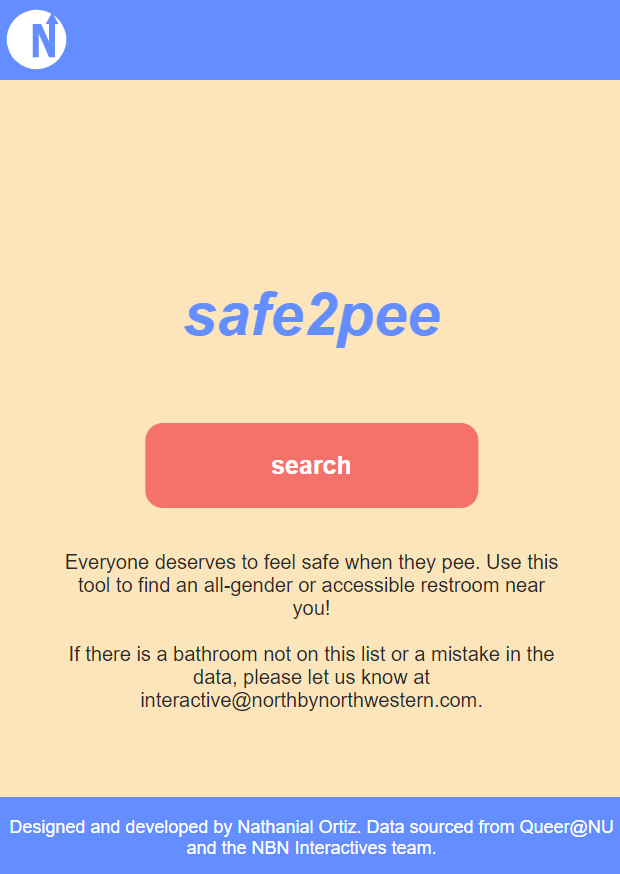 N
safe2pee
search
Everyone deserves to feel safe when they pee. Use this
tool to find an all-gender or accessible restroom near
you!
If there is a bathroom not on this list or a mistake in the
data, please let us know at
interactive@northbynorthwestern.com.
Designed and developed by Nathanial Ortiz. Data sourced from Queer@NU
and the NBN Interactives team.